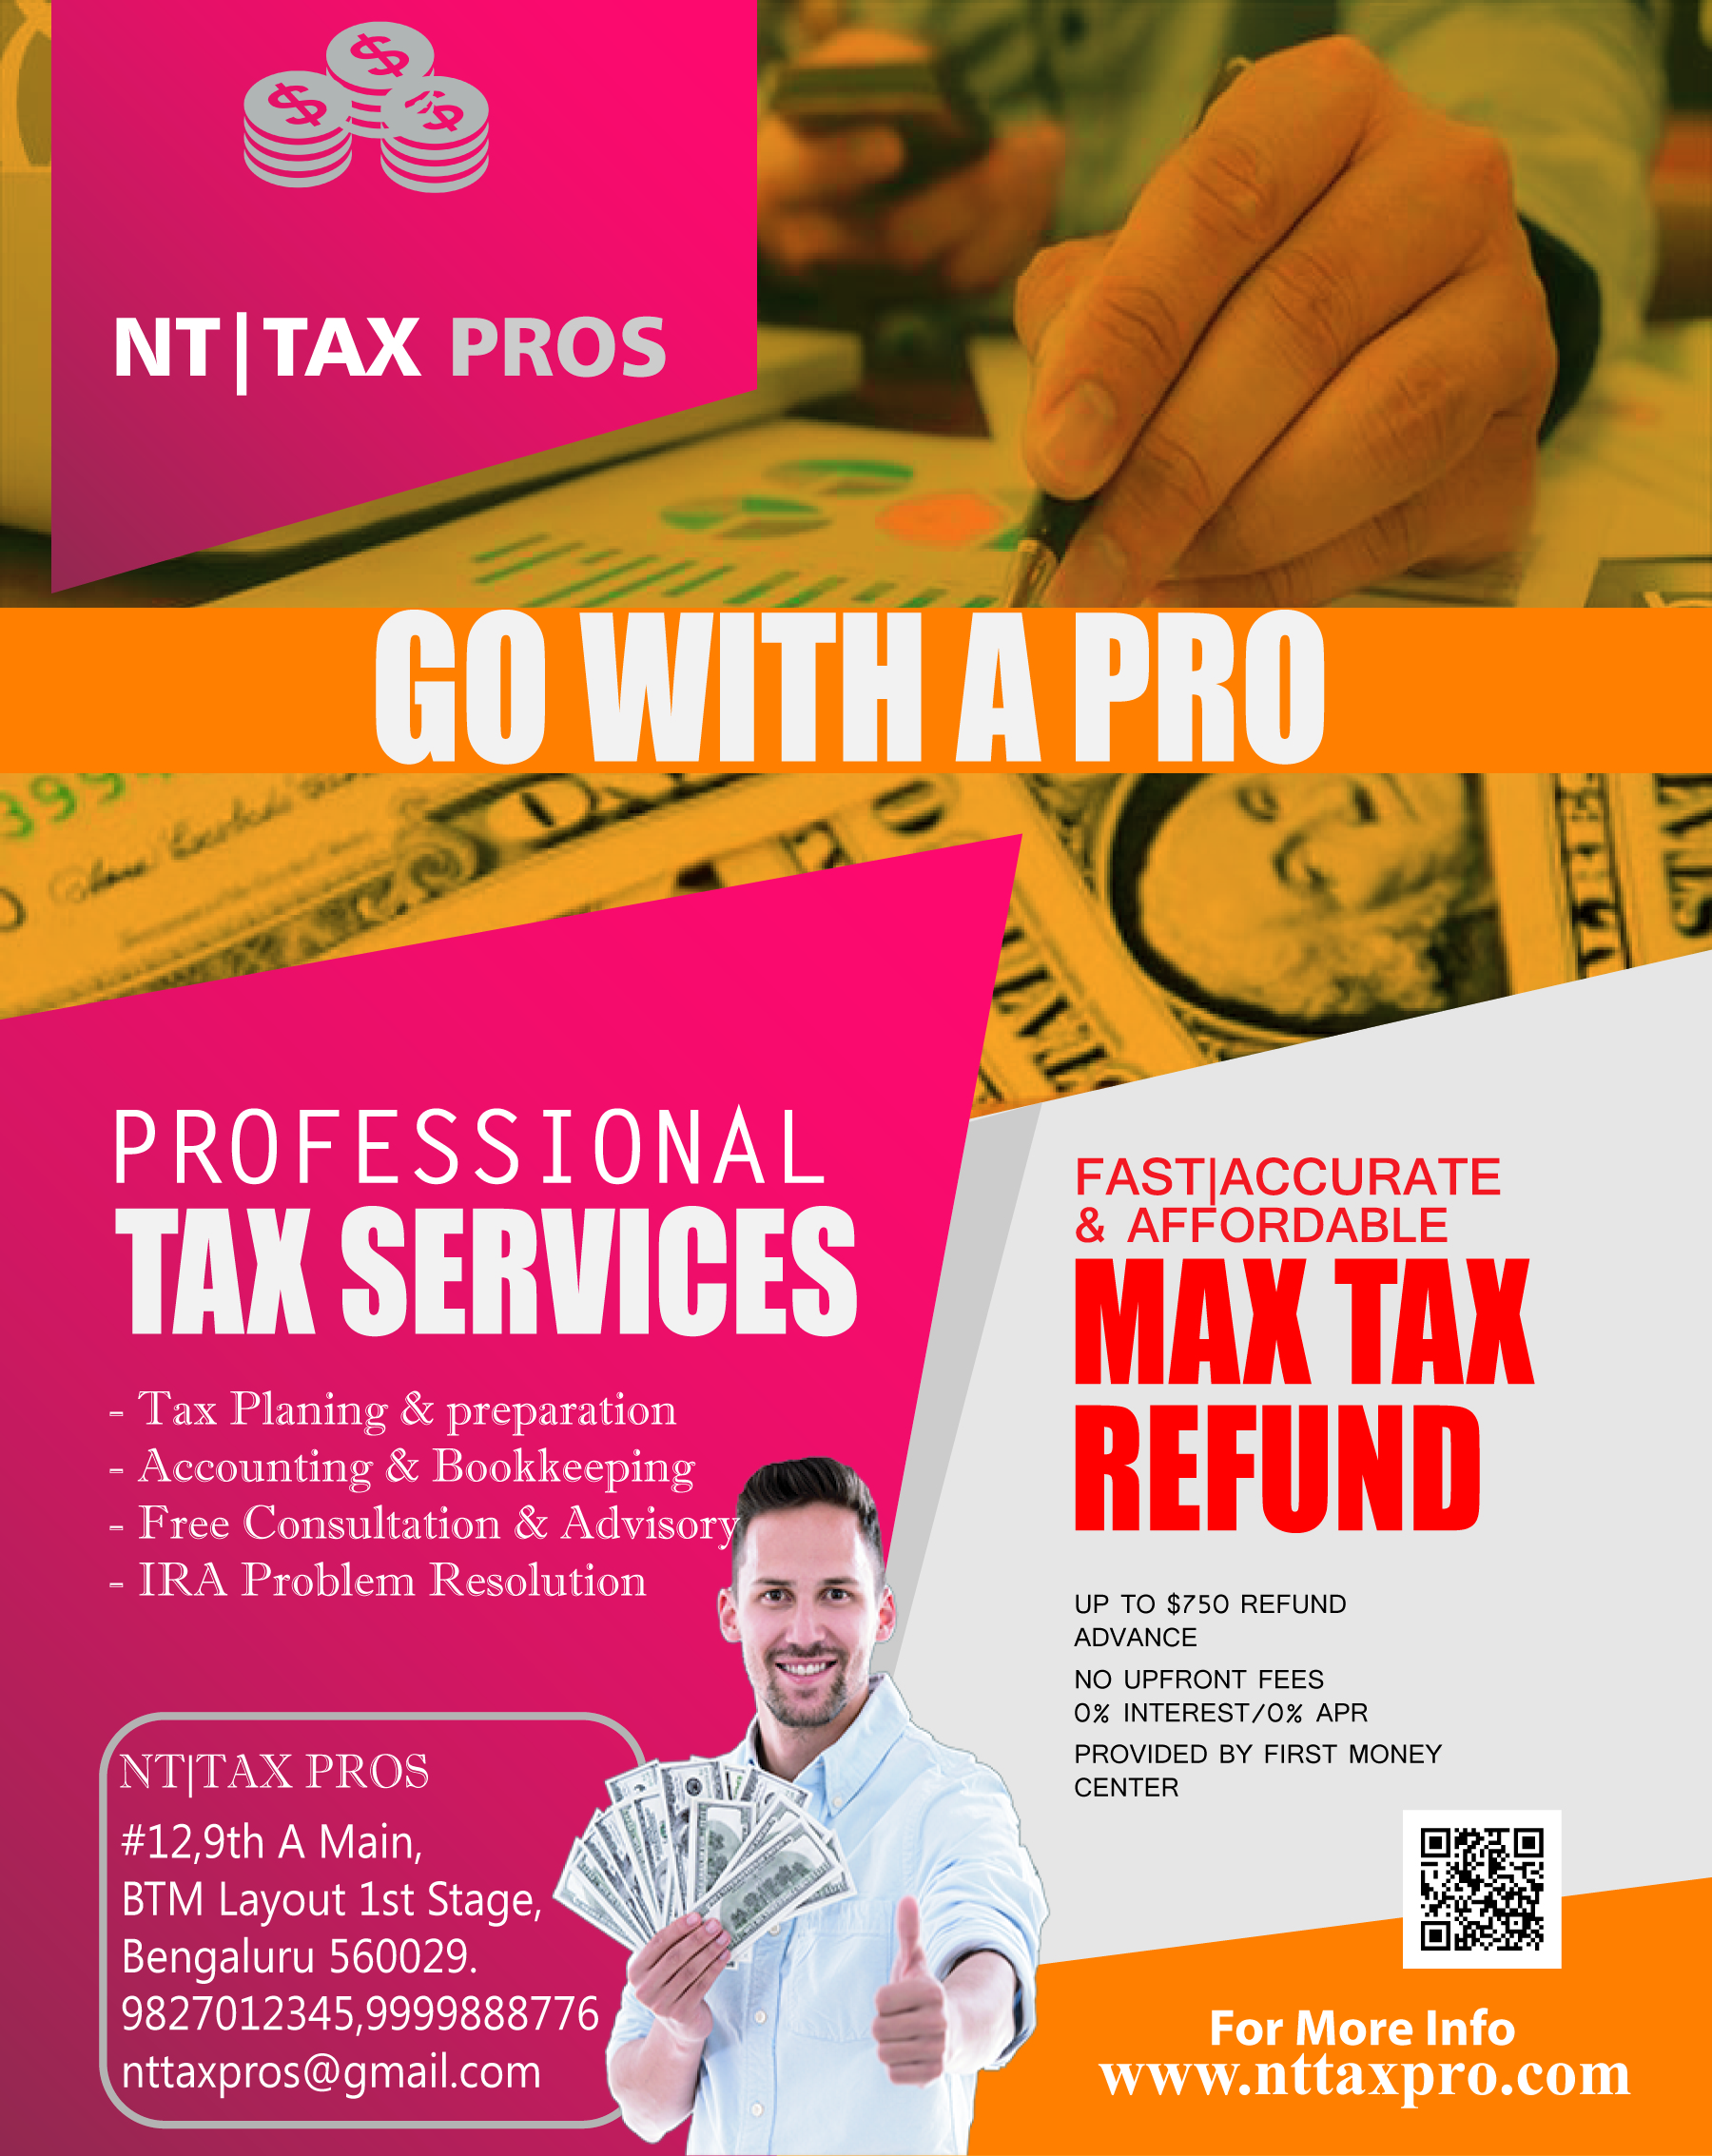 NT|TAX PROS
GO WITH A PRO
PROFESSIONAL
TAX SERVICES
- Tax Planing & preparation
- Accounting & Bookkeeping
- Free Consultation & Advisory
- IRA Problem Resolution
NT|TAX PROS
#12,9th A Main,
BTM Layout 1st Stage,
Bengaluru 560029.
9827012345,9999888776
nttaxpros@gmail.com
FAST|ACCURATE
& AFFORDABLE
MAX TAX
REFUND
UP TO $750 REFUND
ADVANCE
NO UPFRONT FEES
0% INTEREST/0% APR
PROVIDED BY FIRST MONEY
CENTER
For More Info
www.nttaxpro.com